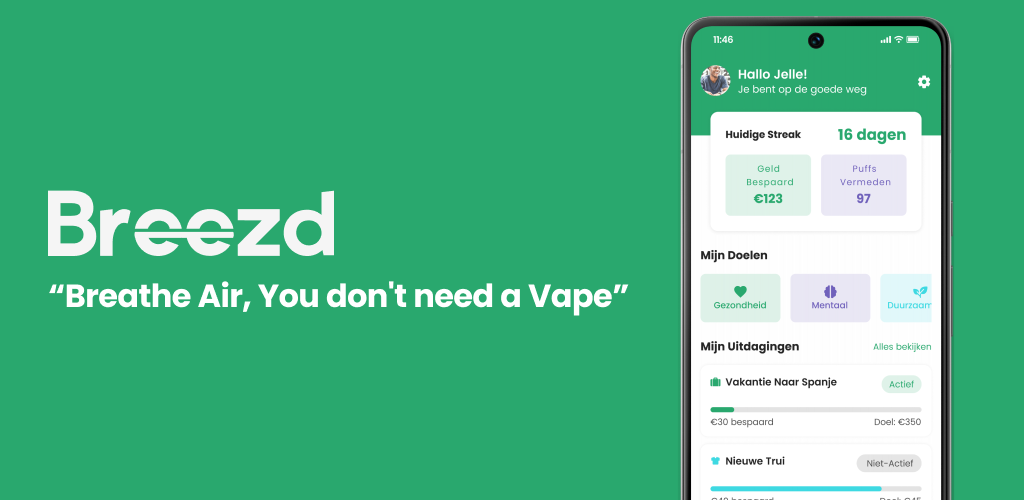 Breezd
“Breathe Air, You don't need a Vape”
11:46
Hallo Jelle!
Je bent op de goede weg
Huidige Streak
16 dagen
Geld
Bespaard
€123
Puffs
Vermeden
97
Mijn Doelen
Gezondheid
Mentaal
Mijn Uitdagingen
Alles bekijken
Vakantie Naar Spanje
Actief
€30 bespaard
Doel: €350
Nieuwe Trui
Niet-Actief